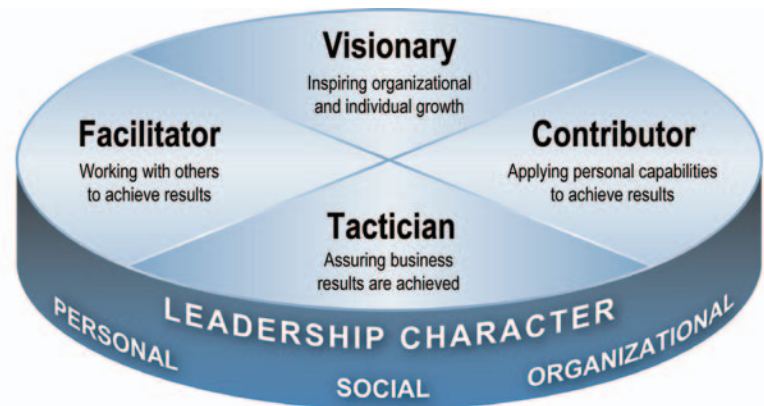 Visionary
Inspiring organizational
and individual growth
Facilitator
Working with others
to achieve results
Contributor
Applying personal capabilities
to achieve results
Tactician
Assuring business
results are achieved
LEADERSHIP CHARACTER
PERSONAL
SOCIAL
ORGANIZATIONAL